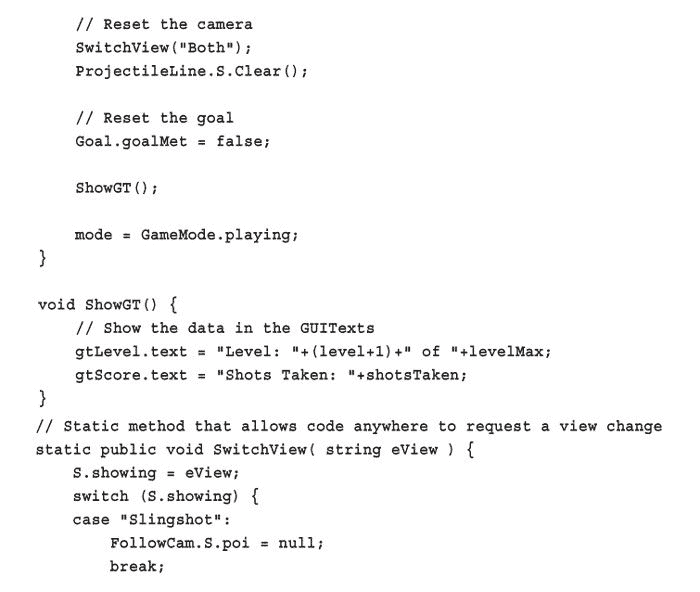 // Reset the camera
SwitchView("Both");
ProjectileLine.S.Clear();
// Reset the goal
Goal.goalMet = false;
ShowGT();
mode = GameMode.playing;
}
void ShowGT() {
// Show the data in the GUITexts
gtLevel.text = "Level: "+(level+1)+" of "+levelMax;
gtScore.text = "Shots Taken: "+shotsTaken;
}
// Static method that allows code anywhere to request a view change
static public void SwitchView( string eView ) {
S.showing = eView;
switch (S.showing) {
case "Slingshot":
FollowCam.S.poi = null;
break;